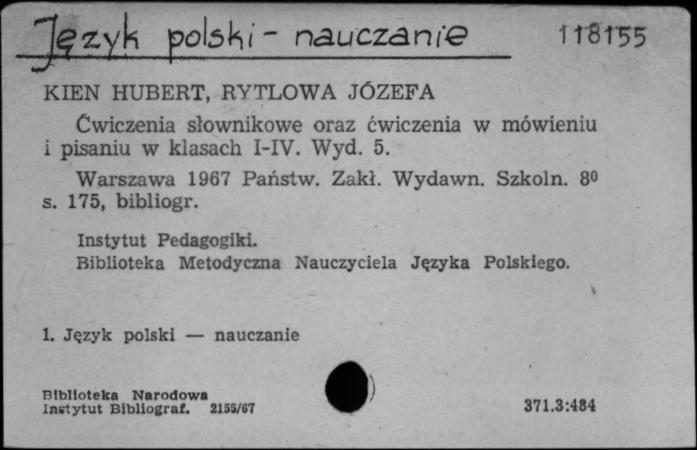 Język polski - nauczanie 118155
KIEN HUBERT, RYTLOWA JÓZEFA
Ćwiczenia słownikowe oraz ćwiczenia w mówieniu
i pisaniu w klasach I-IV. Wyd. 5.
Warszawa 1967 Państw. Zakł. Wydawn. Szkoln. 8⁰
s. 175, bibliogr.
Instytut Pedagogiki.
Biblioteka Metodyczna Nauczyciela Języka Polskiego.
1. Język polski — nauczanie
Biblioteka Narodowa
Instytut Bibliograf. 2155/67
371.3:484